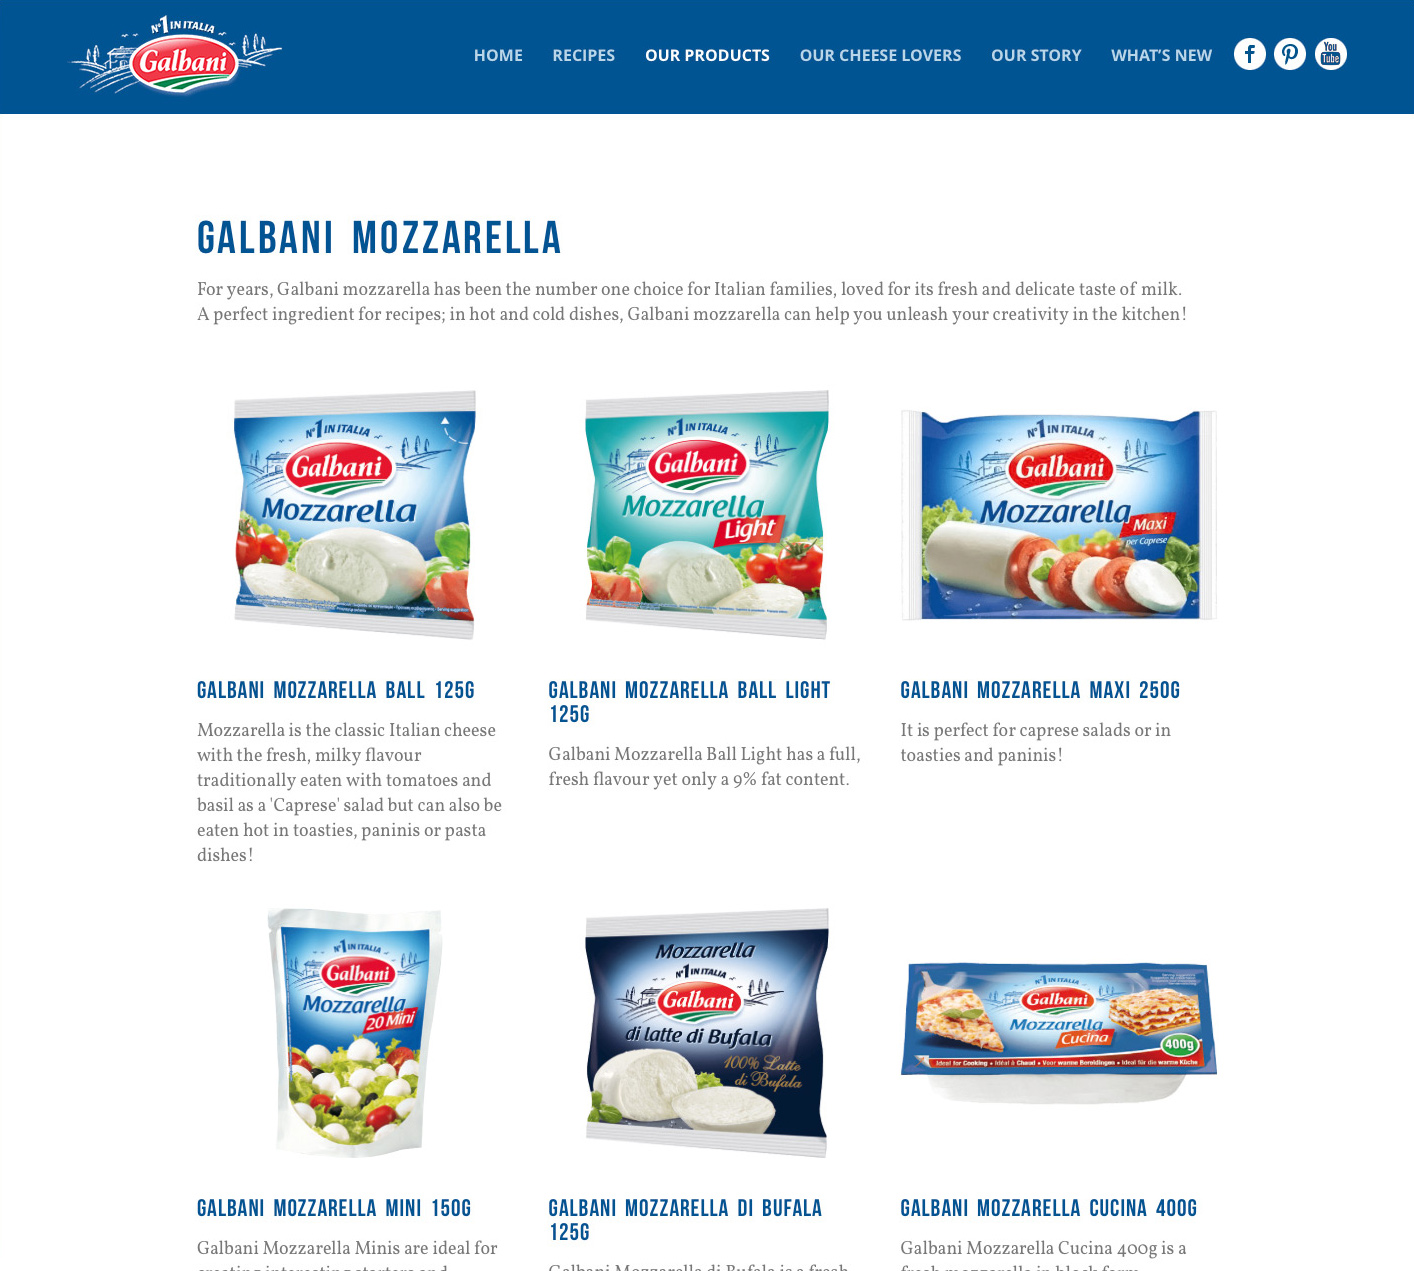 N°1 IN ITALIA
Galbani
HOME
RECIPES
OUR PRODUCTS
OUR CHEESE LOVERS
OUR STORY
WHAT'S NEW
f
You
Tube
GALBANI MOZZARELLA
For years, Galbani mozzarella has been the number one choice for Italian families, loved for its fresh and delicate taste of milk.
A perfect ingredient for recipes; in hot and cold dishes, Galbani mozzarella can help you unleash your creativity in the kitchen!
N°1 IN ITALIA
Galbani
Mozzarella
N°1 IN ITALIA
Galbani
Mozzarella
Light
N°1 IN ITALIA
Galbani
Mozzarella
Maxi
per Caprese
GALBANI MOZZARELLA BALL 125G
Mozzarella is the classic Italian cheese
with the fresh, milky flavour
traditionally eaten with tomatoes and
basil as a 'Caprese' salad but can also be
eaten hot in toasties, paninis or pasta
dishes!
GALBANI MOZZARELLA BALL LIGHT
125G
Galbani Mozzarella Ball Light has a full,
fresh flavour yet only a 9% fat content.
GALBANI MOZZARELLA MAXI 250G
It is perfect for caprese salads or in
toasties and paninis!
N°1 IN ITALIA
Galbani
Mozzarella
20 Mini
Mozzarella
N°1 IN ITALIA
Galbani
di latte di Bufala
100% Latte
di Bufala
N°1 IN ITALIA
Galbani
Mozzarella
Cucina
400g
Ideal for Cooking • Idéal à Chaud • Voor warme Bereidingen • Ideal für die warme Küche
GALBANI MOZZARELLA MINI 150G
Galbani Mozzarella Minis are ideal for
creating interesting starters and
GALBANI MOZZARELLA DI BUFALA
125G
Galbani Mozzarella di Bufala is a fresh
GALBANI MOZZARELLA CUCINA 400G
Galbani Mozzarella Cucina 400g is a
fresh mozzarella in block form